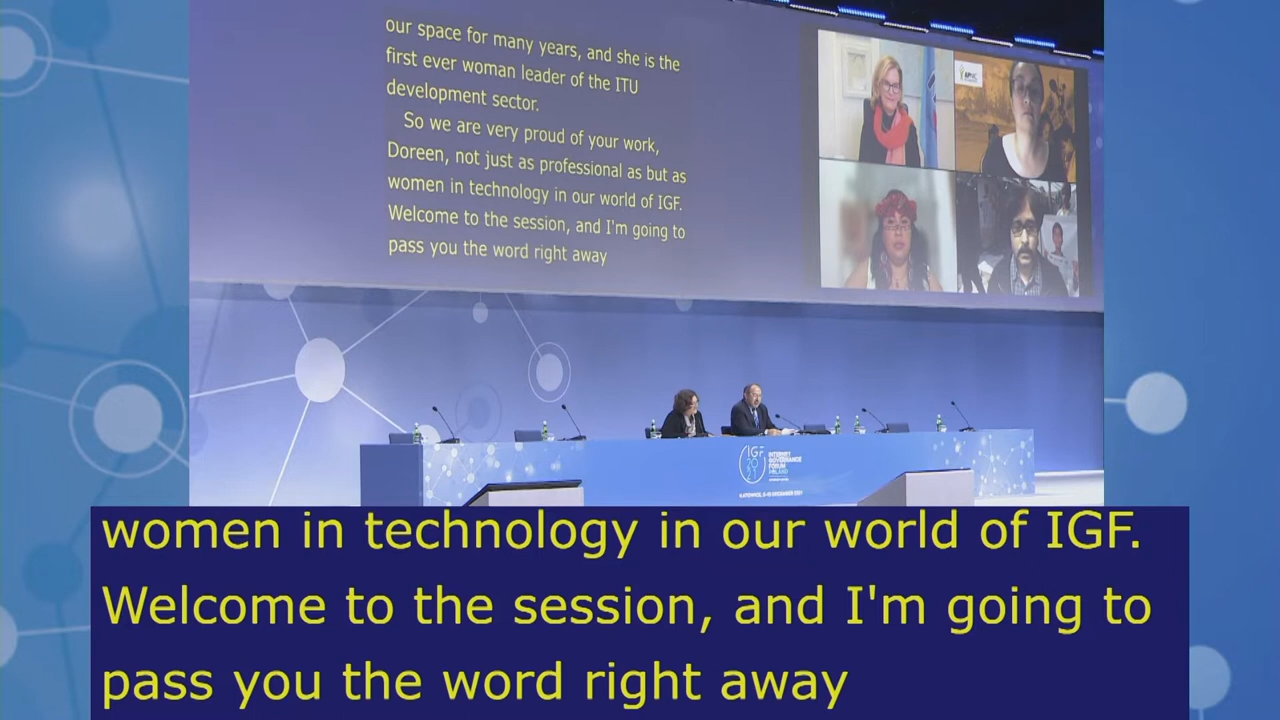 our space for many years, and she is the
first ever woman leader of the ITU
development sector.
So we are very proud of your work,
Doreen, not just as professional as but as
women in technology in our world of IGF.
Welcome to the session, and I'm going to
pass you the word right away
IGF
2021
INTERNET
GOVERNANCE
FORUM
POLAND
women in technology in our world of IGF.
Welcome to the session, and I'm going to
pass you the word right away